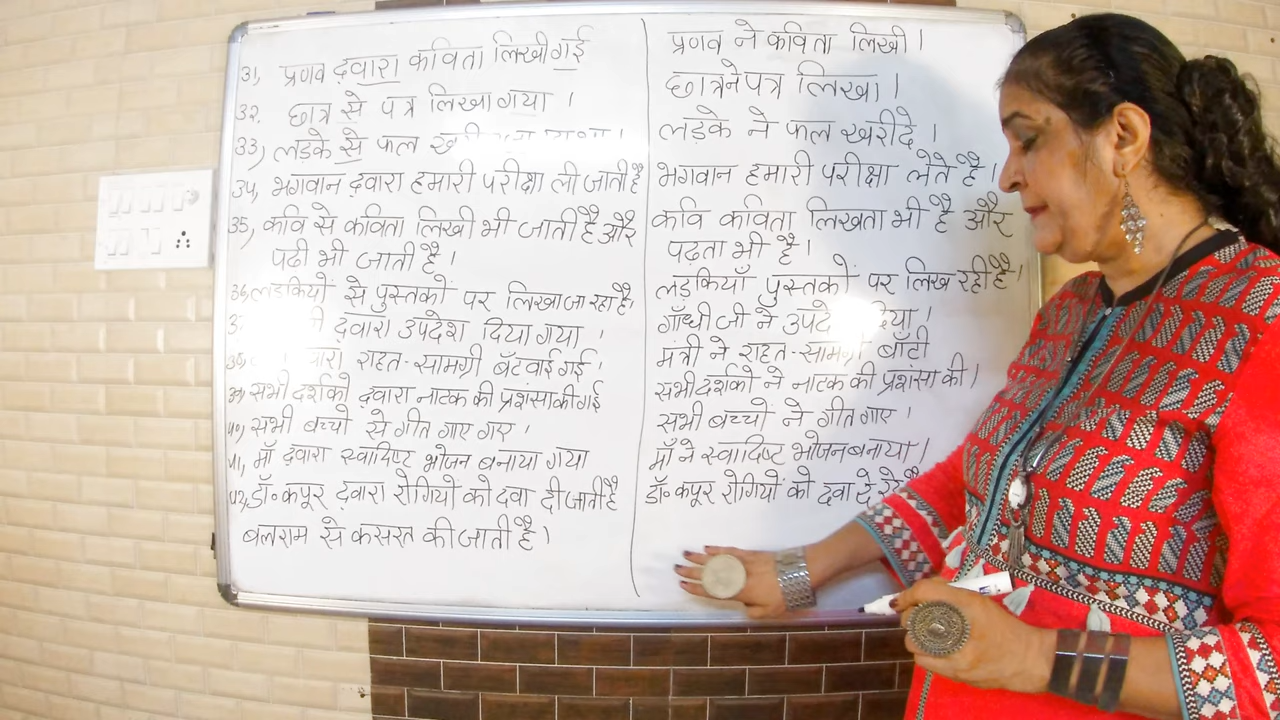 31, प्रणव द्वारा कविता लिखी गई
32. छात्र से पत्र लिखा गया ।
33, लड़के से फल
34, भगवान द्वारा हमारी परीक्षा ली जाती है
35, कवि से कविता लिखी भी जाती है और
पढी भी जाती है ।
36, लड़कियों से पुस्तकों पर लिखा जा रहा है।
द्वारा उपदेश दिया गया ।
राहत-सामग्री बँटवाई गई ।
39, सभी दर्शको द्वारा नाटक की प्रशंसा की गई
40, सभी बच्चों से गीत गाए गए ।
41, माँ द्वारा स्वादिष्ट भोजन बनाया गया
42, डॉ॰ कपूर द्वारा रोगियों को दवा दी जाती है
बलराम से कसरत की जाती है।
प्रणव ने कविता लिखी ।
छात्र ने पत्र लिखा ।
लड़के ने फल खरीदे ।
भगवान हमारी परीक्षा लेते है ।
कवि कविता लिखता भी है और
पढ़ता भी है ।
लड़कियाँ पुस्तकों पर लिख रही है ।
गाँधी जी ने
मंत्री ने राहत-सामग्री बाँटी
सभी दर्शको ने नाटक की प्रशंसा की ।
सभी बच्चों ने गीत गाए ।
माँ ने स्वादिष्ट भोजन बनाया ।
डॉ॰ कपूर रोगियों को दवा दे